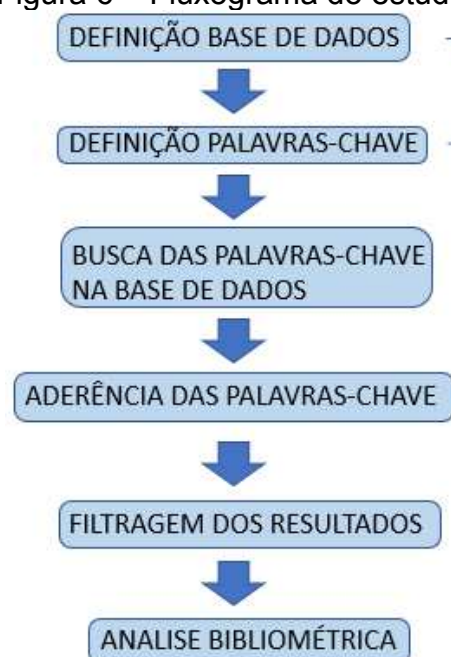 DEFINIÇÃO BASE DE DADOS
DEFINIÇÃO PALAVRAS-CHAVE
BUSCA DAS PALAVRAS-CHAVE
NA BASE DE DADOS
ADERÊNCIA DAS PALAVRAS-CHAVE
FILTRAGEM DOS RESULTADOS
ANALISE BIBLIOMÉTRICA